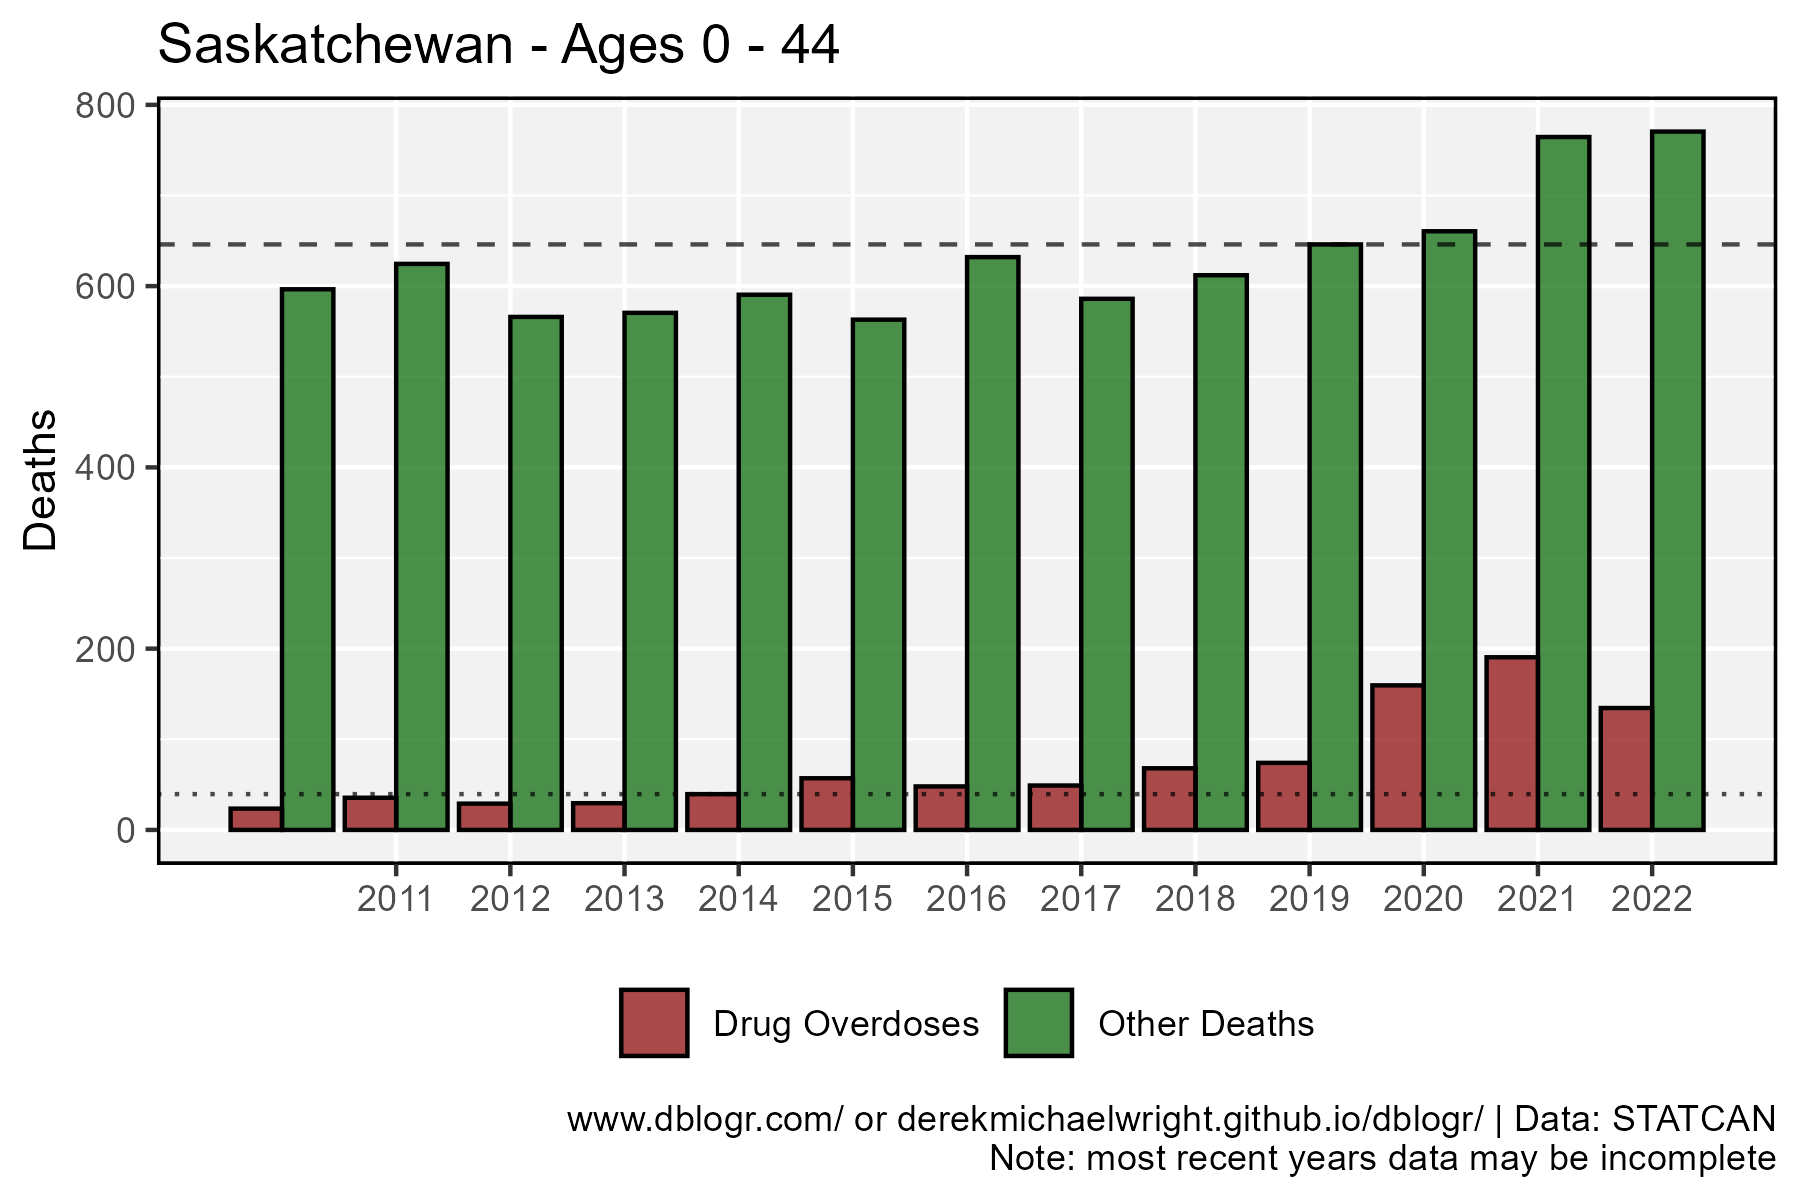 Saskatchewan - Ages 0 - 44
800
600
400
200
0
Deaths
2011 2012 2013 2014 2015 2016 2017 2018 2019 2020 2021 2022
Drug Overdoses Other Deaths
www.dblogr.com/ or derekmichaelwright.github.io/dblogr/ | Data: STATCAN
Note: most recent years data may be incomplete